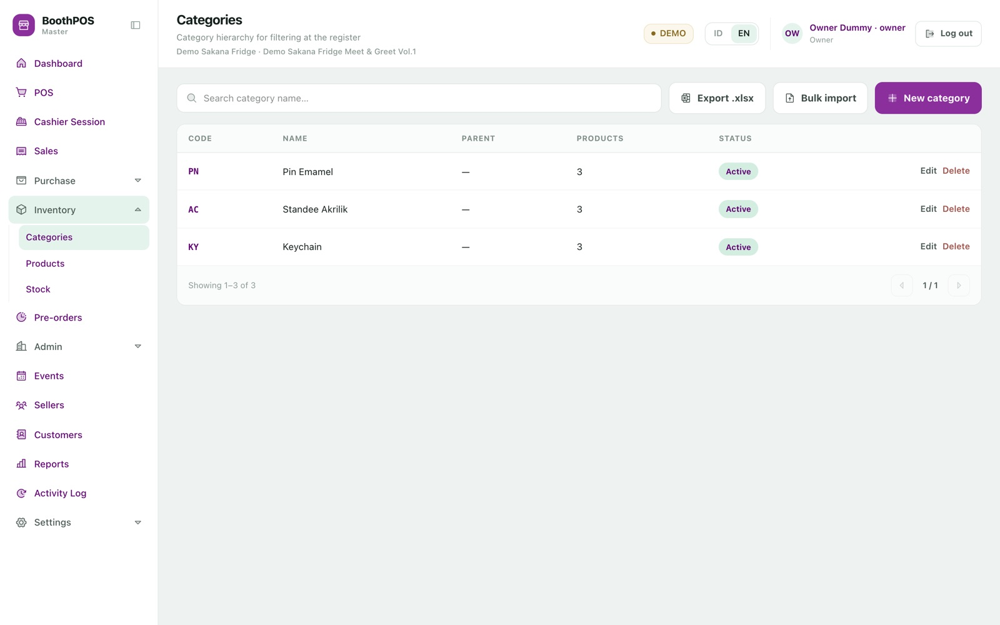 BoothPOS
Master
Dashboard
POS
Cashier Session
Sales
Purchase
Inventory
Categories
Products
Stock
Pre-orders
Admin
Events
Sellers
Customers
Reports
Activity Log
Settings
Categories
Category hierarchy for filtering at the register
Demo Sakana Fridge · Demo Sakana Fridge Meet & Greet Vol.1
DEMO
ID EN
OW
Owner Dummy · owner
Owner
Log out
Search category name...
Export .xlsx
Bulk import
New category
CODE NAME PARENT PRODUCTS STATUS
PN Pin Emamel — 3 Active Edit Delete
AC Standee Akrilik — 3 Active Edit Delete
KY Keychain — 3 Active Edit Delete
Showing 1–3 of 3
1 / 1